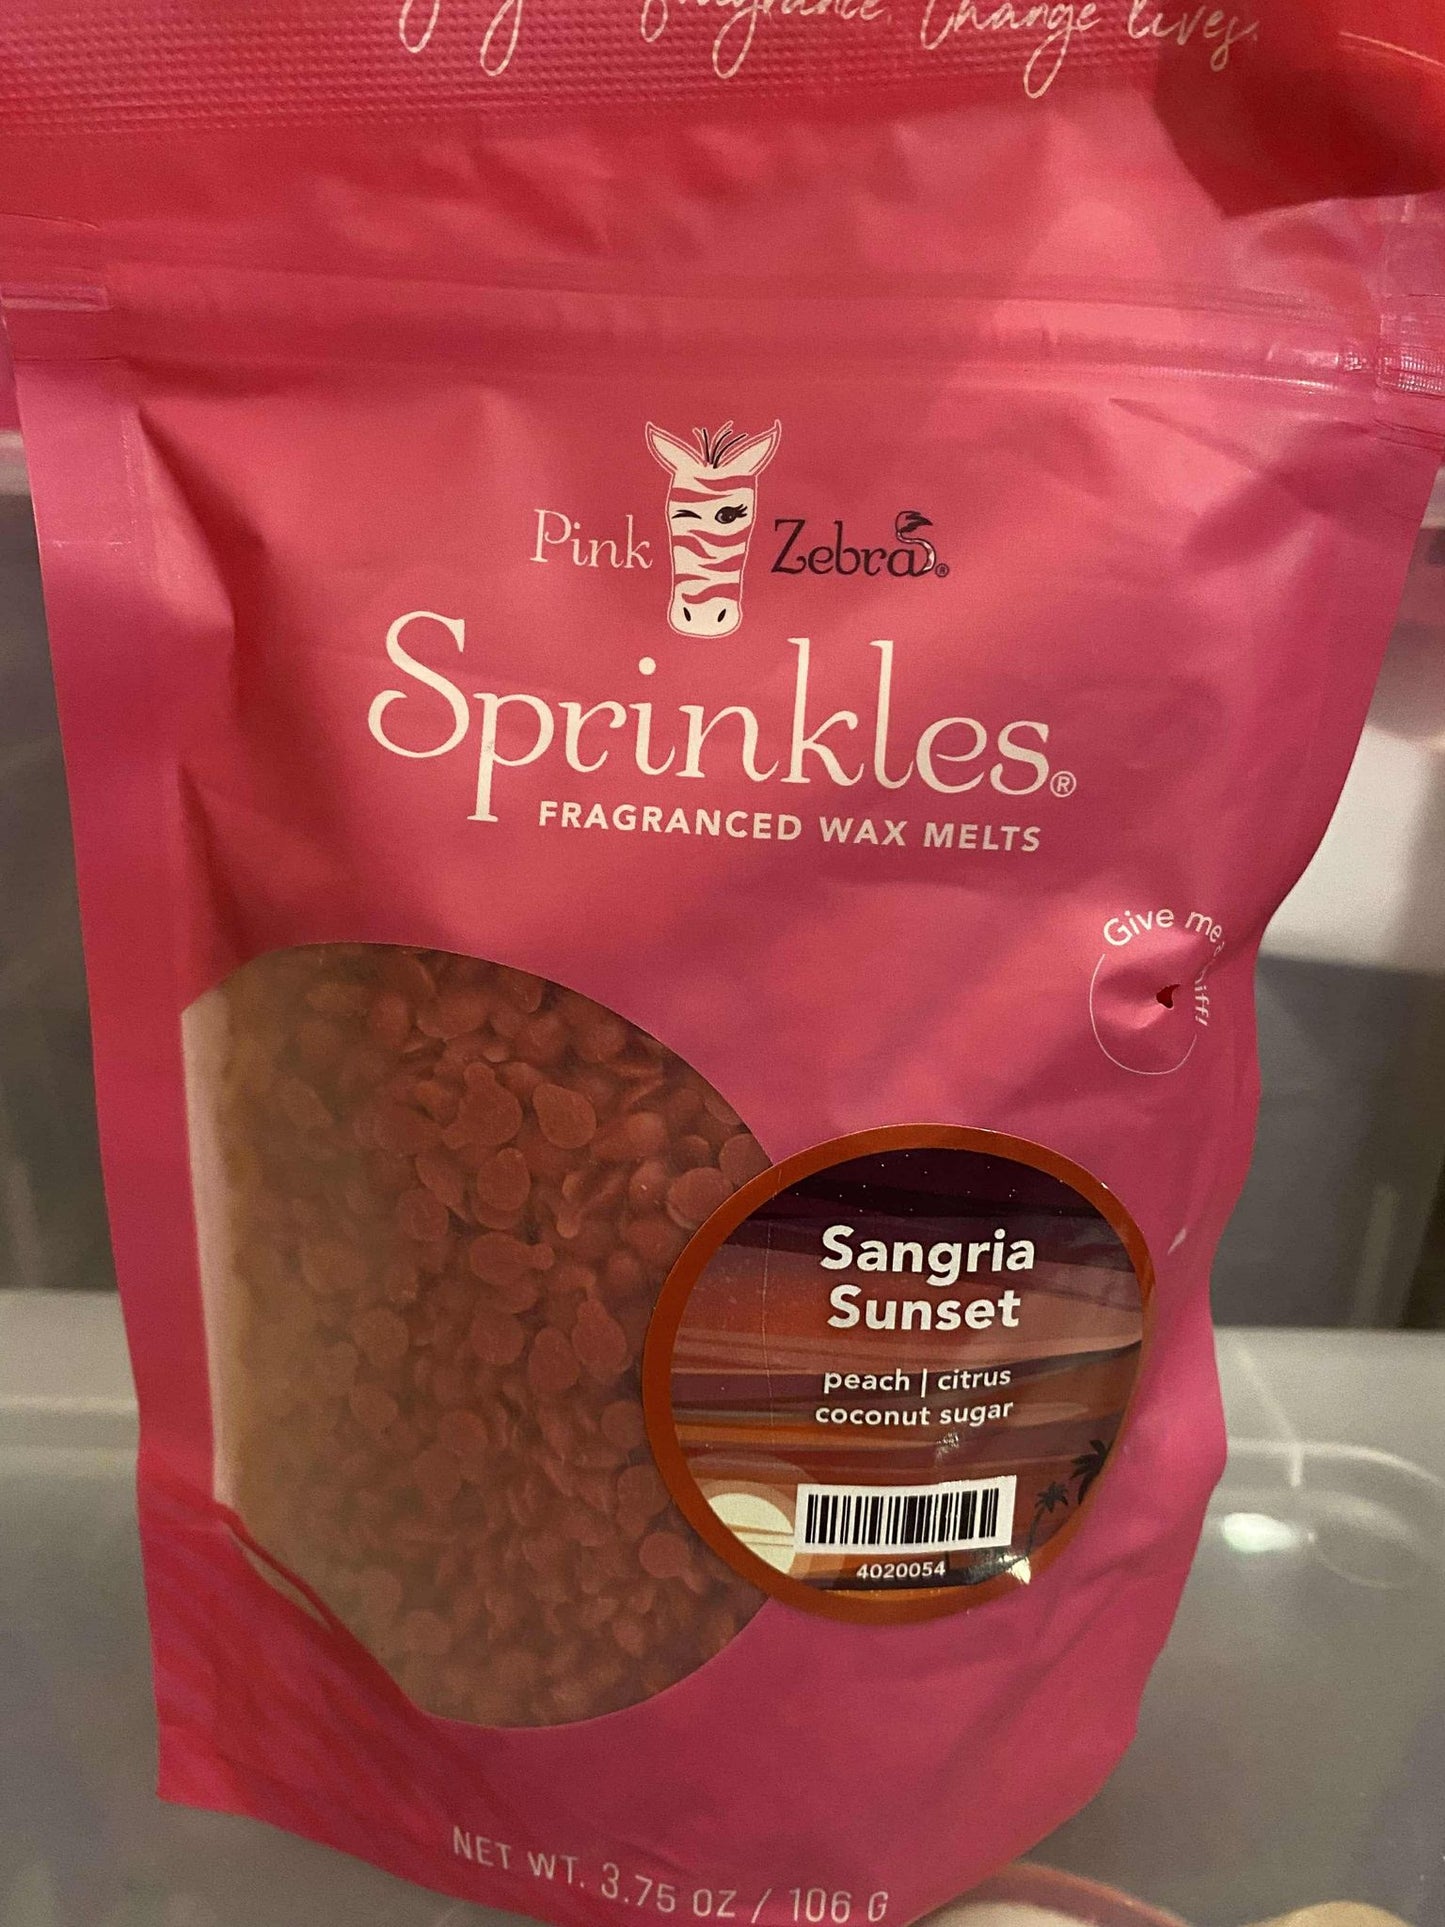 fragrance. Change lives.
Pink Zebra®
Sprinkles®
FRAGRANCED WAX MELTS
Give me
Sangria
Sunset
peach | citrus
coconut sugar
4020054
NET WT. 3.75 OZ / 106 G